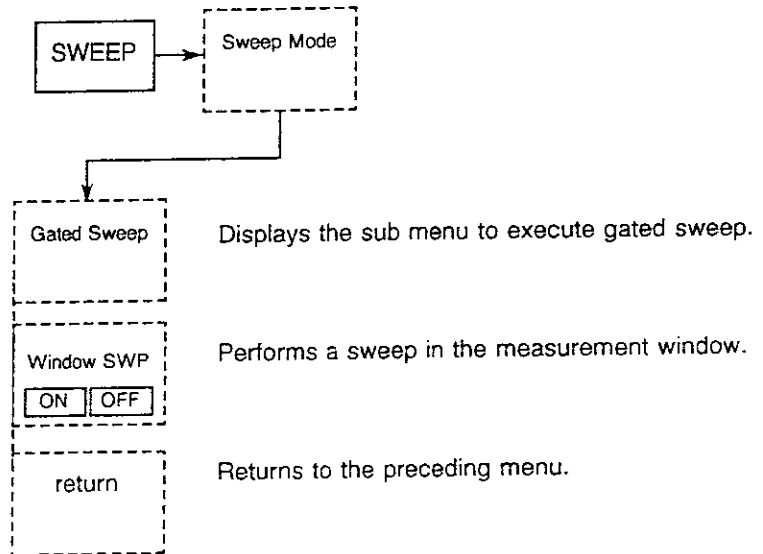 SWEEP
Sweep Mode
Gated Sweep
Displays the sub menu to execute gated sweep.
Window SWP
ON OFF
Performs a sweep in the measurement window.
return
Returns to the preceding menu.